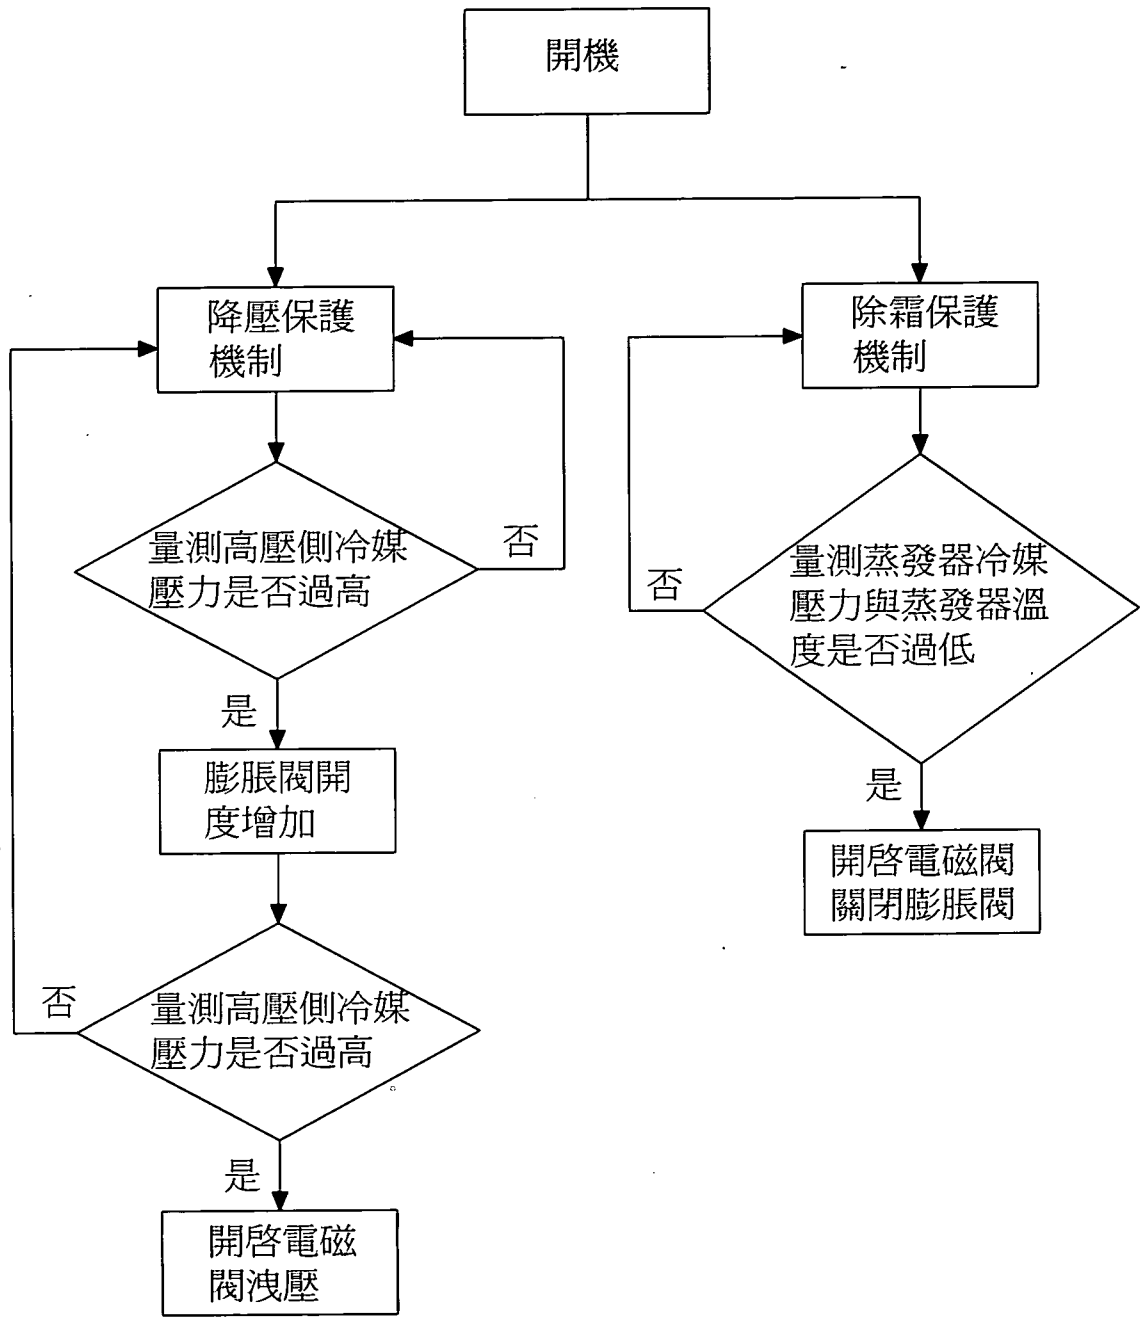 開機
降壓保護
機制
量測高壓側冷媒
壓力是否過高
否
是
膨脹閥開
度增加
量測高壓側冷媒
壓力是否過高
否
是
開啓電磁
閥洩壓
除霜保護
機制
量測蒸發器冷媒
壓力與蒸發器溫
度是否過低
否
是
開啓電磁閥
關閉膨脹閥